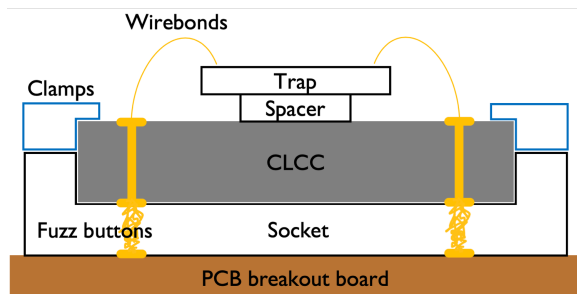 Wirebonds
Trap
Clamps
Spacer
CLCC
Fuzz buttons
Socket
PCB breakout board